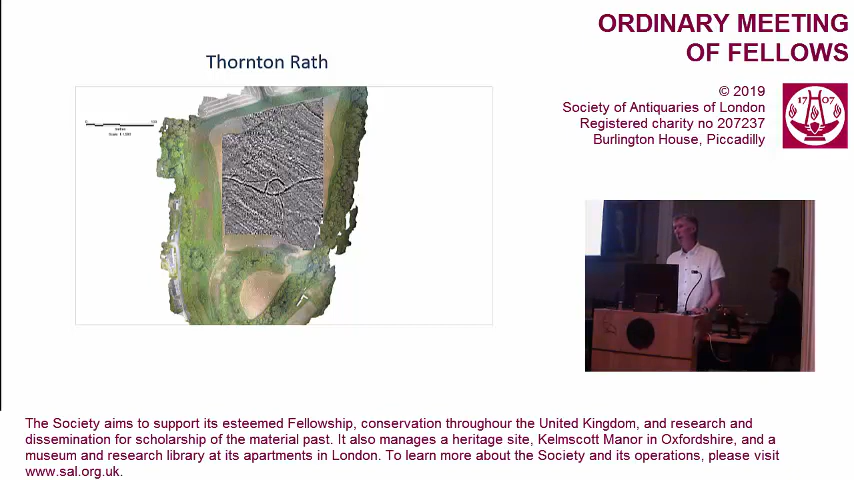 ORDINARY MEETING
OF FELLOWS
Thornton Rath
© 2019
Society of Antiquaries of London
Registered charity no 207237
Burlington House, Piccadilly
17 07
The Society aims to support its esteemed Fellowship, conservation throughour the United Kingdom, and research and
dissemination for scholarship of the material past. It also manages a heritage site, Kelmscott Manor in Oxfordshire, and a
museum and research library at its apartments in London. To learn more about the Society and its operations, please visit
www.sal.org.uk.